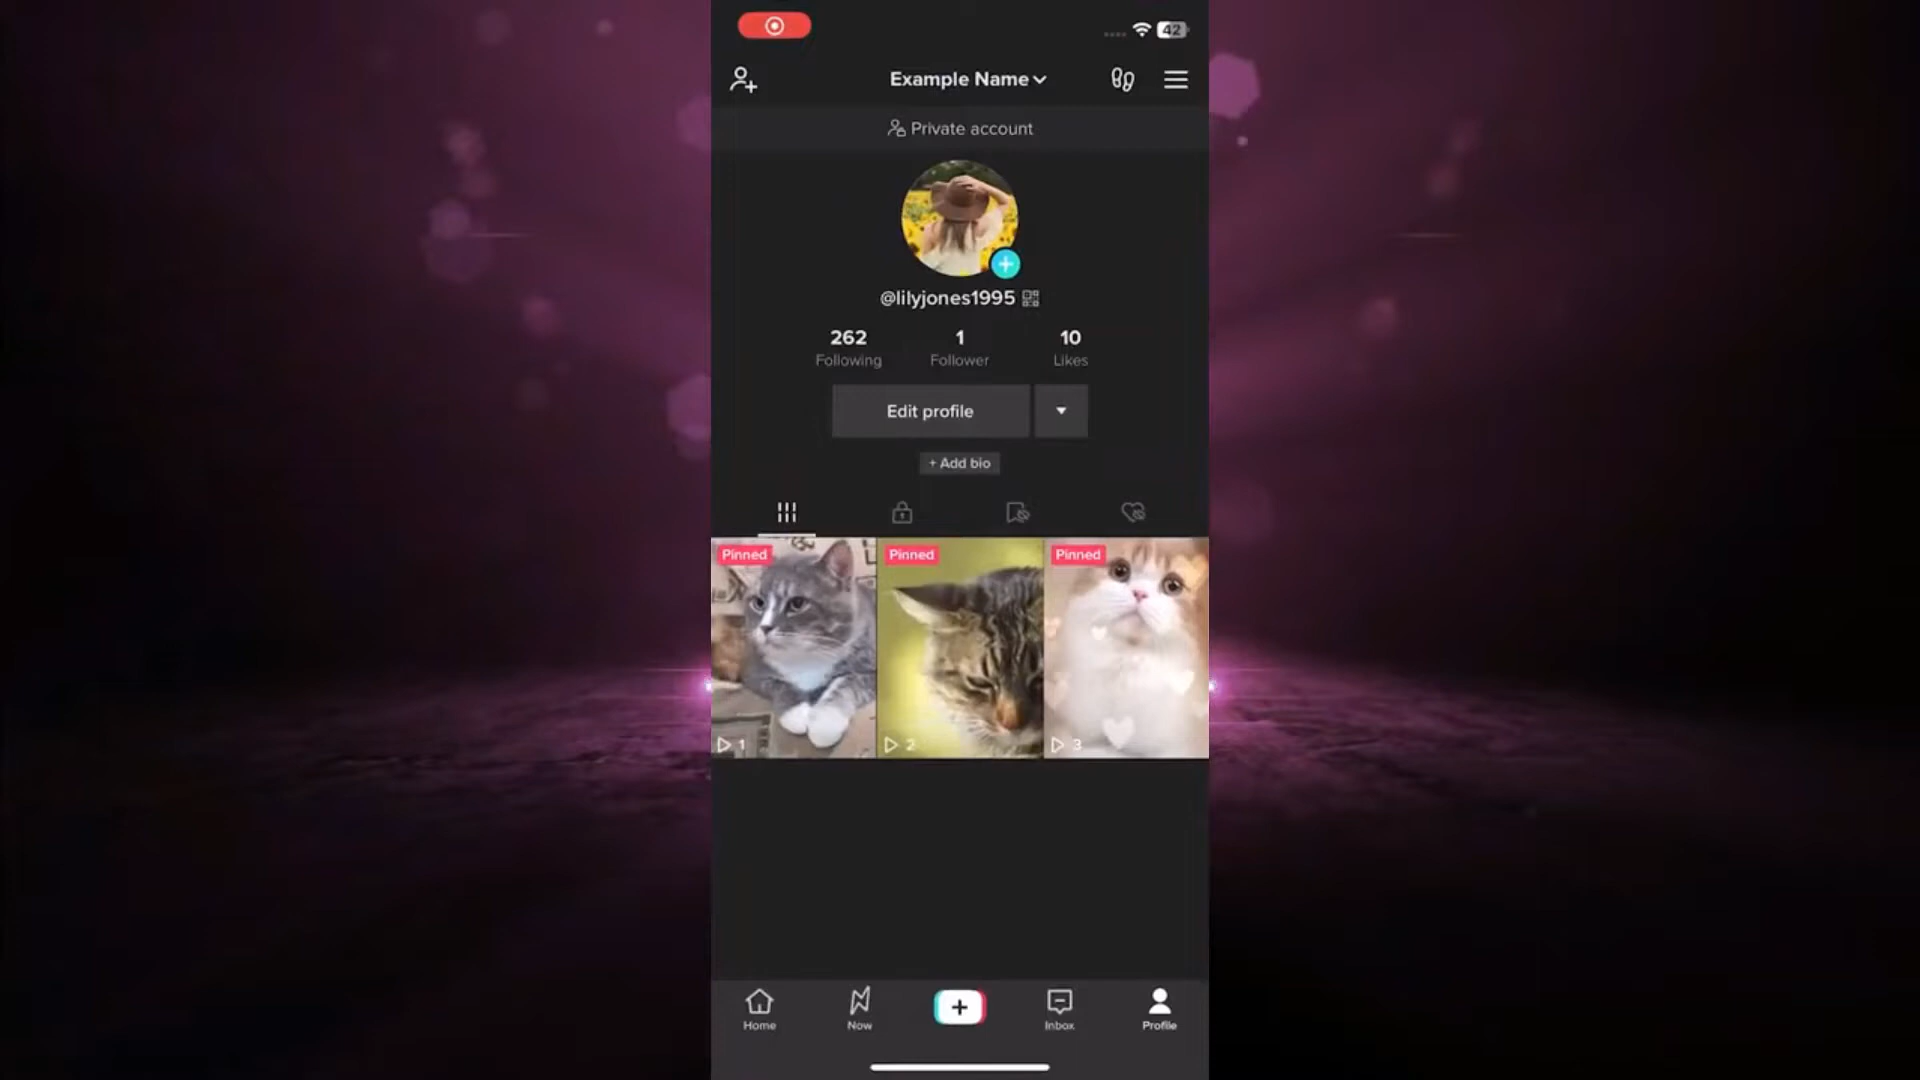 42
Example Name
Private account
@lilyjones1995
262 1 10
Following Follower Likes
Edit profile
+ Add bio
Pinned Pinned Pinned
1 2 3
Home Now Inbox Profile